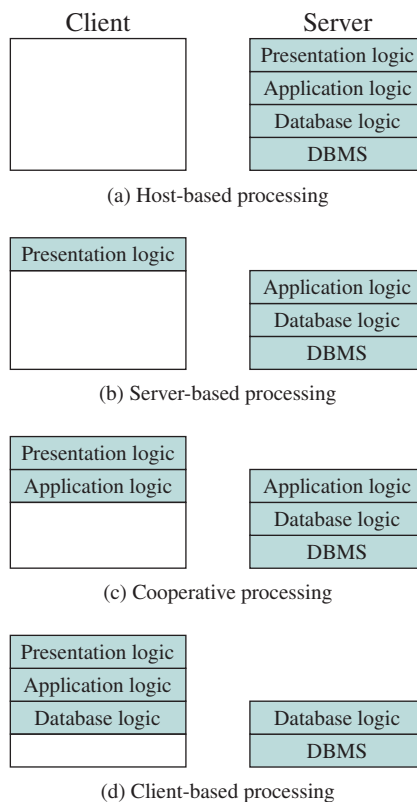 Client Server
Presentation logic
Application logic
Database logic
DBMS
(a) Host-based processing
Presentation logic
Application logic
Database logic
DBMS
(b) Server-based processing
Presentation logic
Application logic Application logic
Database logic
DBMS
(c) Cooperative processing
Presentation logic
Application logic
Database logic Database logic
DBMS
(d) Client-based processing